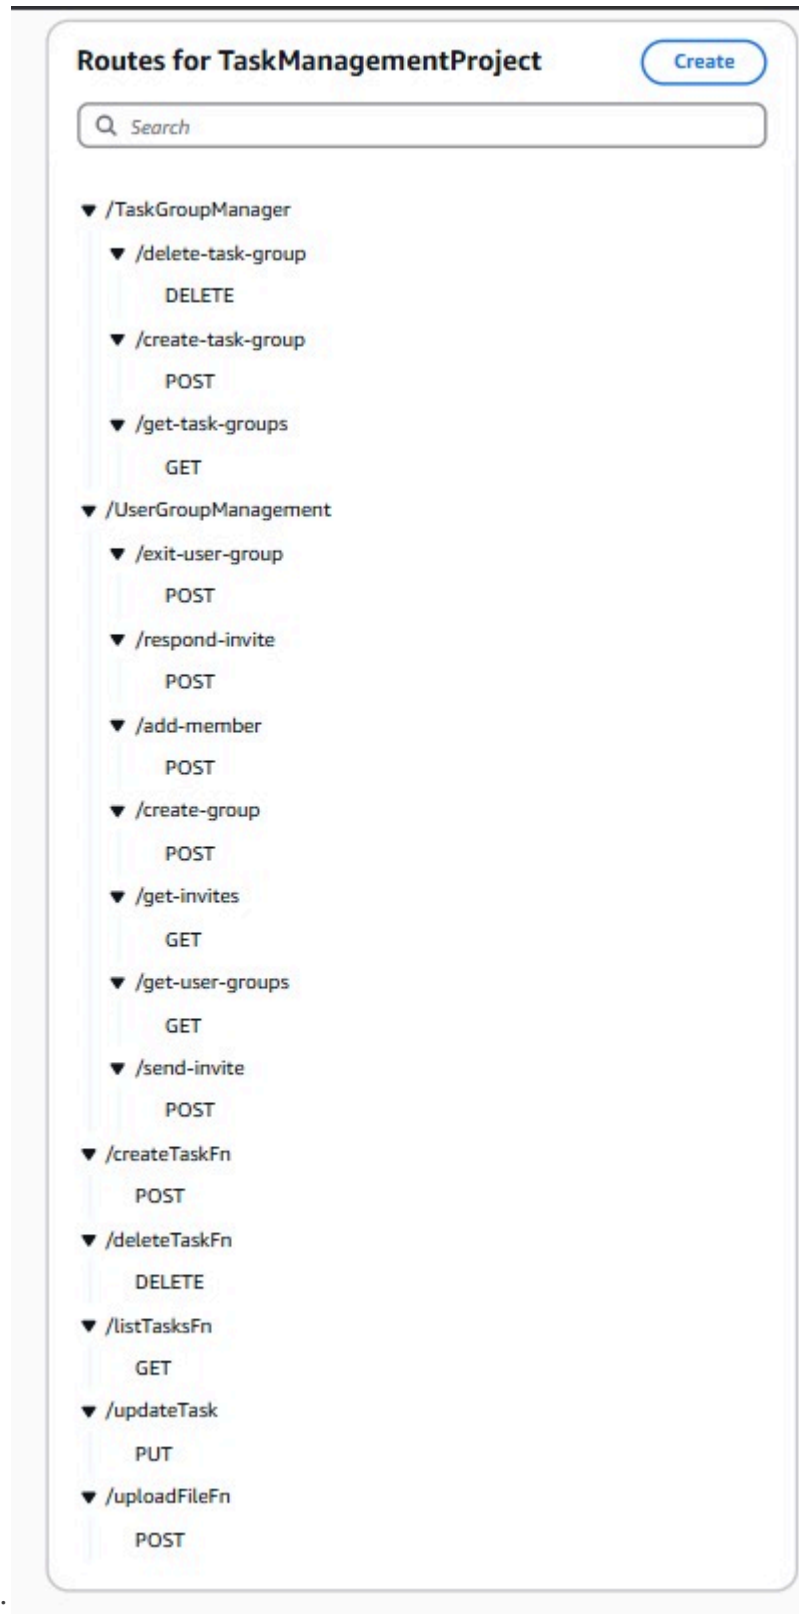 Routes for TaskManagementProject
Create
Search
/TaskGroupManager
/delete-task-group
DELETE
/create-task-group
POST
/get-task-groups
GET
/UserGroupManagement
/exit-user-group
POST
/respond-invite
POST
/add-member
POST
/create-group
POST
/get-invites
GET
/get-user-groups
GET
/send-invite
POST
/createTaskFn
POST
/deleteTaskFn
DELETE
/listTasksFn
GET
/updateTask
PUT
/uploadFileFn
POST
.